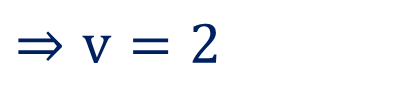 ⇒ v = 2